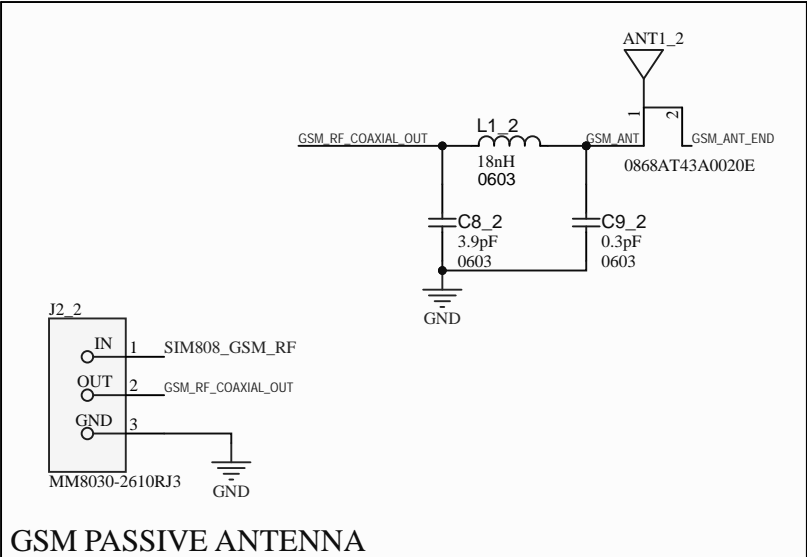 ANT1_2
1
2
GSM_RF_COAXIAL_OUT
L1_2
18nH
0603
GSM_ANT
GSM_ANT_END
0868AT43A0020E
C8_2
3.9pF
0603
C9_2
0.3pF
0603
GND
J2_2
IN
1
SIM808_GSM_RF
OUT
2
GSM_RF_COAXIAL_OUT
GND
3
GND
MM8030-2610RJ3
GSM PASSIVE ANTENNA